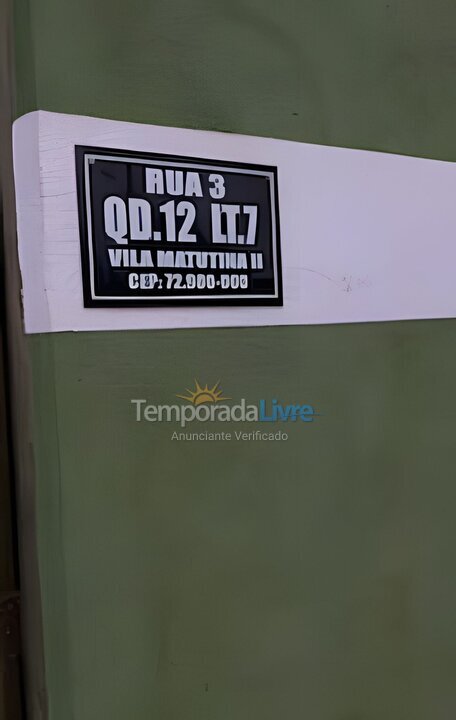 RUA 3
QD.12 LT.7
VILA MATUTINA II
CEP: 72.900-000
TemporadaLivre
Anunciante Verificado